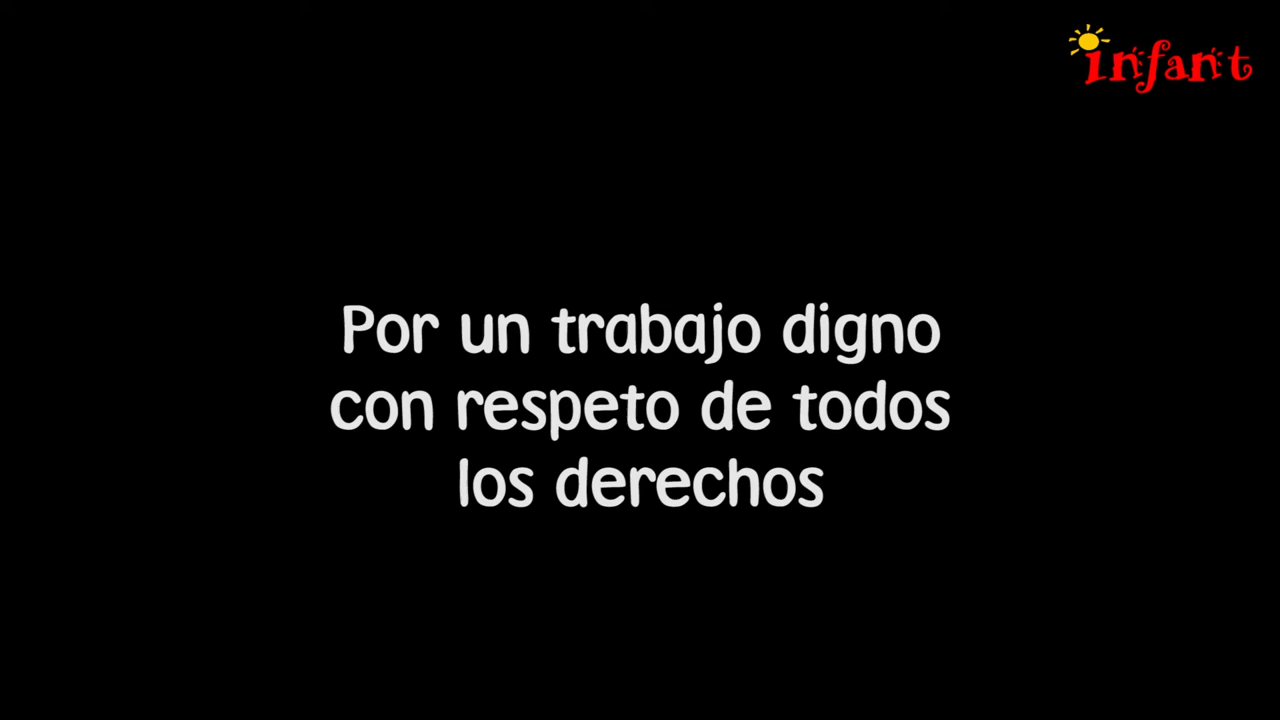 infant
Por un trabajo digno
con respeto de todos
los derechos